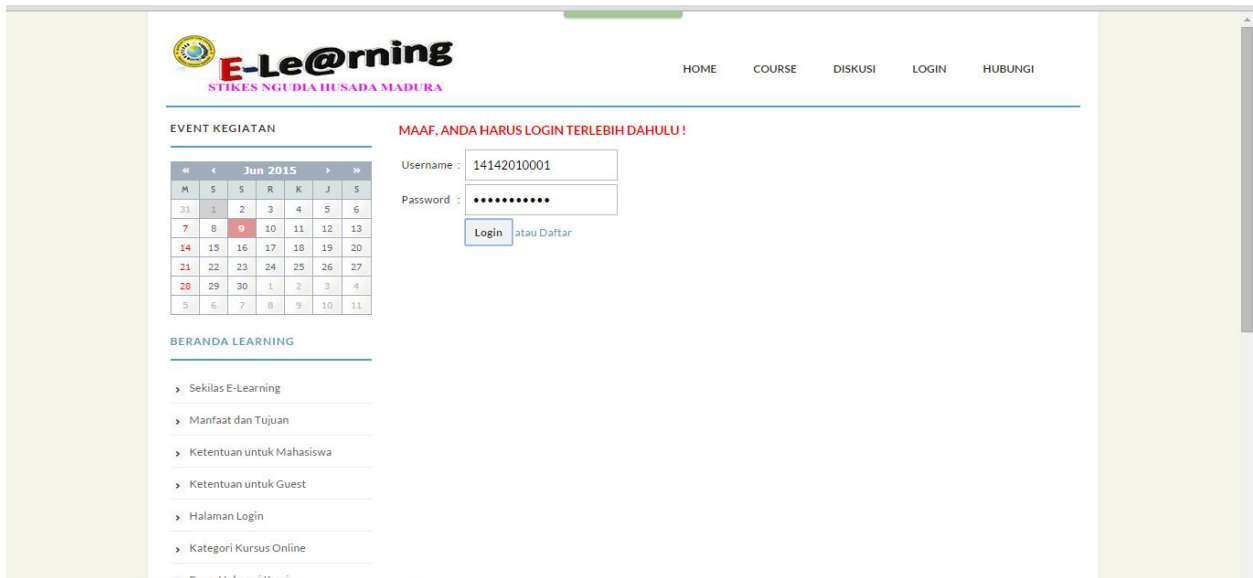 E-Le@rning
STIKES NGUDIA HUSADA MADURA
HOME COURSE DISKUSI LOGIN HUBUNGI
EVENT KEGIATAN
« ‹ Jun 2015 › »
M S S R K J S
31 1 2 3 4 5 6
7 8 9 10 11 12 13
14 15 16 17 18 19 20
21 22 23 24 25 26 27
28 29 30 1 2 3 4
5 6 7 8 9 10 11
MAAF, ANDA HARUS LOGIN TERLEBIH DAHULU !
Username : 14142010001
Password : •••••••••••
Login atau Daftar
BERANDA LEARNING
Sekilas E-Learning
Manfaat dan Tujuan
Ketentuan untuk Mahasiswa
Ketentuan untuk Guest
Halaman Login
Kategori Kursus Online